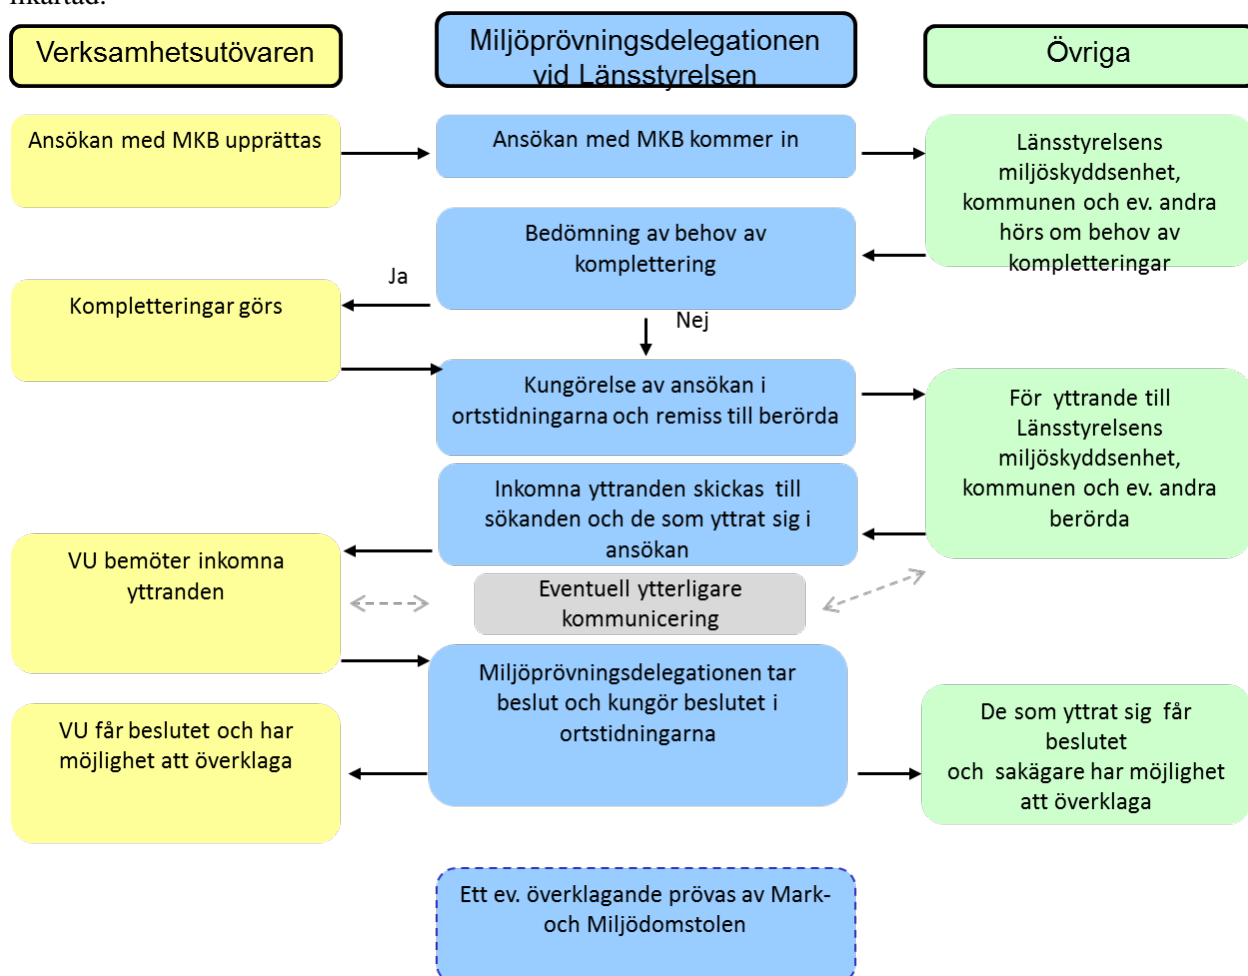 Verksamhetsutövaren
Miljöprövningsdelegationen
vid Länsstyrelsen
Övriga
Ansökan med MKB upprättas
Ansökan med MKB kommer in
Länsstyrelsens
miljöskyddsenhet,
kommunen och ev. andra
hörs om behov av
kompletteringar
Bedömning av behov av
komplettering
Ja
Kompletteringar görs
Nej
Kungörelse av ansökan i
ortstidningarna och remiss till berörda
För yttrande till
Länsstyrelsens
miljöskyddsenhet,
kommunen och ev. andra
berörda
Inkomna yttranden skickas till
sökanden och de som yttrat sig i
ansökan
VU bemöter inkomna
yttranden
Eventuell ytterligare
kommunicering
Miljöprövningsdelegationen tar
beslut och kungör beslutet i
ortstidningarna
VU får beslutet och har
möjlighet att överklaga
De som yttrat sig får
beslutet
och sakägare har möjlighet
att överklaga
Ett ev. överklagande prövas av Mark-
och Miljödomstolen